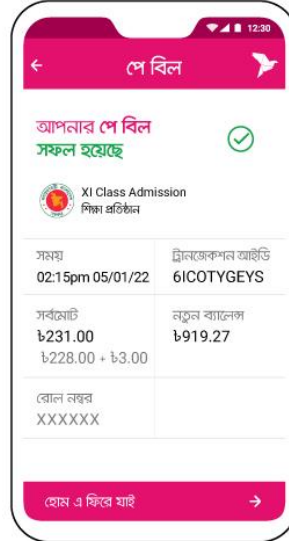 12:30
পে বিল
আপনার পে বিল
সফল হয়েছে
XI Class Admission
শিক্ষা প্রতিষ্ঠান
সময়
02:15pm 05/01/22
ট্রানজেকশন আইডি
6ICOTYGEYS
সর্বমোট
৳231.00
৳228.00 + ৳3.00
নতুন ব্যালেন্স
৳919.27
রোল নম্বর
XXXXXX
হোম এ ফিরে যাই